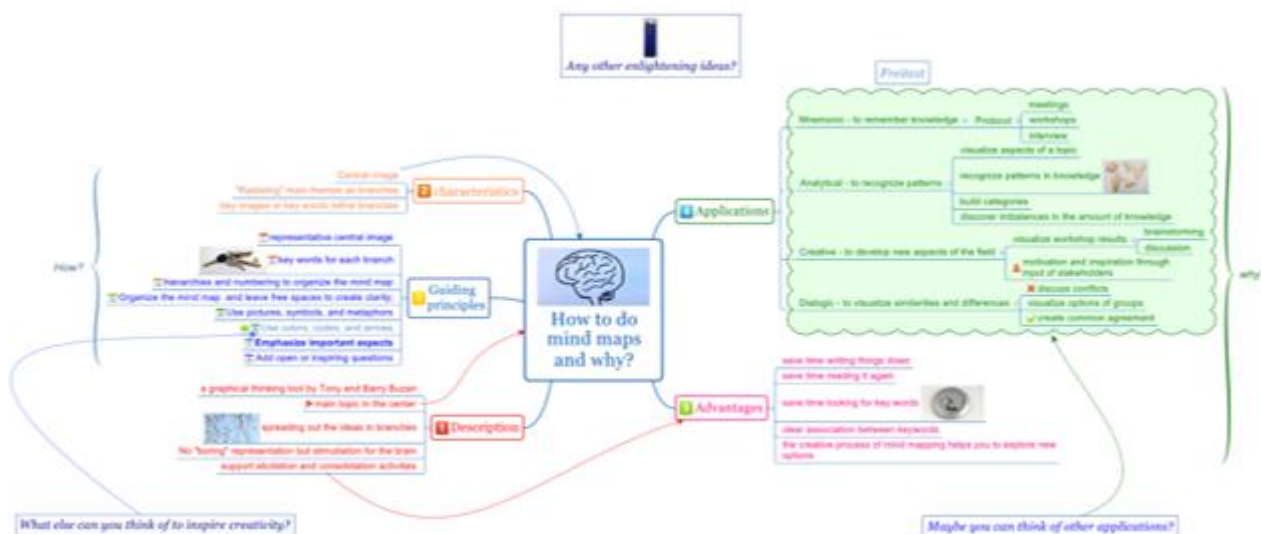 Any other enlightening ideas?
Freitext
How?
Central image
"Radiating" main themes as branches
key images or key words refine branches
2 characteristics
representative central image
key words for each branch
hierarchies and numbering to organize the mind map
Organize the mind map and leave free spaces to create clarity.
Use pictures, symbols, and metaphors
Use colors, codes, and arrows
Emphasize important aspects
Add open or inspiring questions
Guiding
principles
a graphical thinking tool by Tony and Barry Buzan
main topic in the center
spreading out the ideas in branches
No "boring" representation but stimulation for the brain
support elicitation and consolidation activities
1 Description
How to do
mind maps
and why?
4 Applications
Mnemonic - to remember knowledge
Protocol
meetings
workshops
interview
Analytical - to recognize patterns
visualize aspects of a topic
recognize patterns in knowledge
build categories
discover imbalances in the amount of knowledge
Creative - to develop new aspects of the field
visualize workshop results
brainstorming
discussion
motivation and inspiration through
input of stakeholders
Dialogic - to visualize similarities and differences
discuss conflicts
visualize options of groups
create common agreement
why?
Advantages
save time writing things down
save time reading it again
save time looking for key words
clear association between keywords
the creative process of mind mapping helps you to explore new
options
What else can you think of to inspire creativity?
Maybe you can think of other applications?